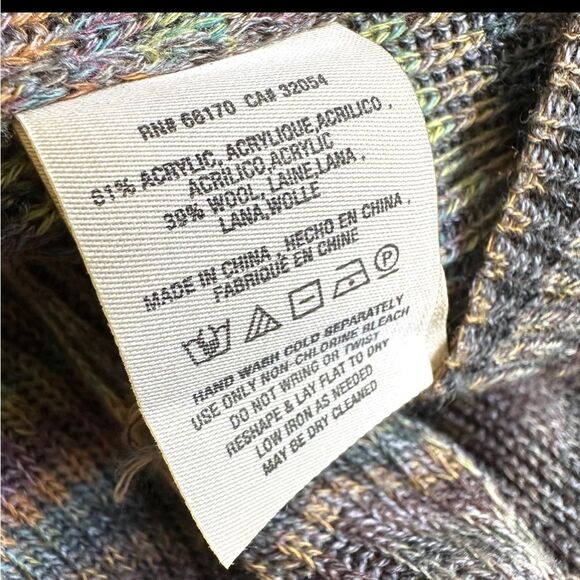 RN# 68170 CA# 32054
61% ACRYLIC, ACRYLIQUE,ACRILICO,
ACRILICO,ACRYLIC
39% WOOL, LAINE,LANA,
LANA,WOLLE
MADE IN CHINA, HECHO EN CHINA,
FABRIQUÉ EN CHINE
P
HAND WASH COLD SEPARATELY
USE ONLY NON-CHLORINE BLEACH
DO NOT WRING OR TWIST
RESHAPE & LAY FLAT TO DRY
LOW IRON AS NEEDED
MAY BE DRY CLEANED